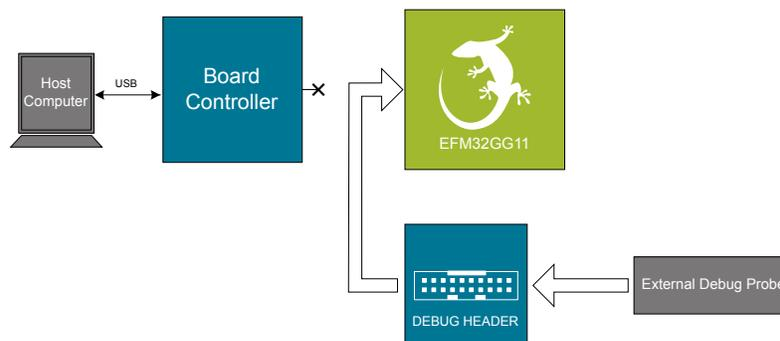 Host
Computer
USB
Board
Controller
EFM32GG11
External Debug Probe
DEBUG HEADER